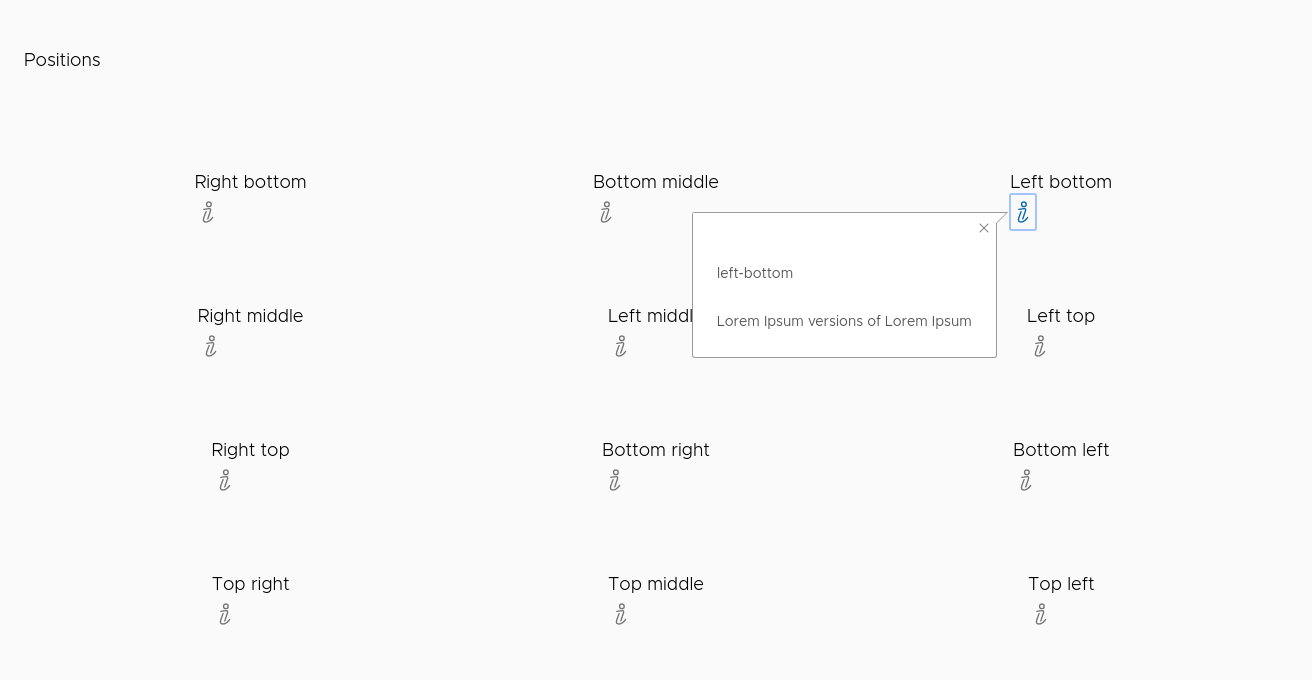 Positions
Right bottom
Bottom middle
Left bottom
left-bottom
Lorem Ipsum versions of Lorem Ipsum
Right middle
Left middl
Left top
Right top
Bottom right
Bottom left
Top right
Top middle
Top left